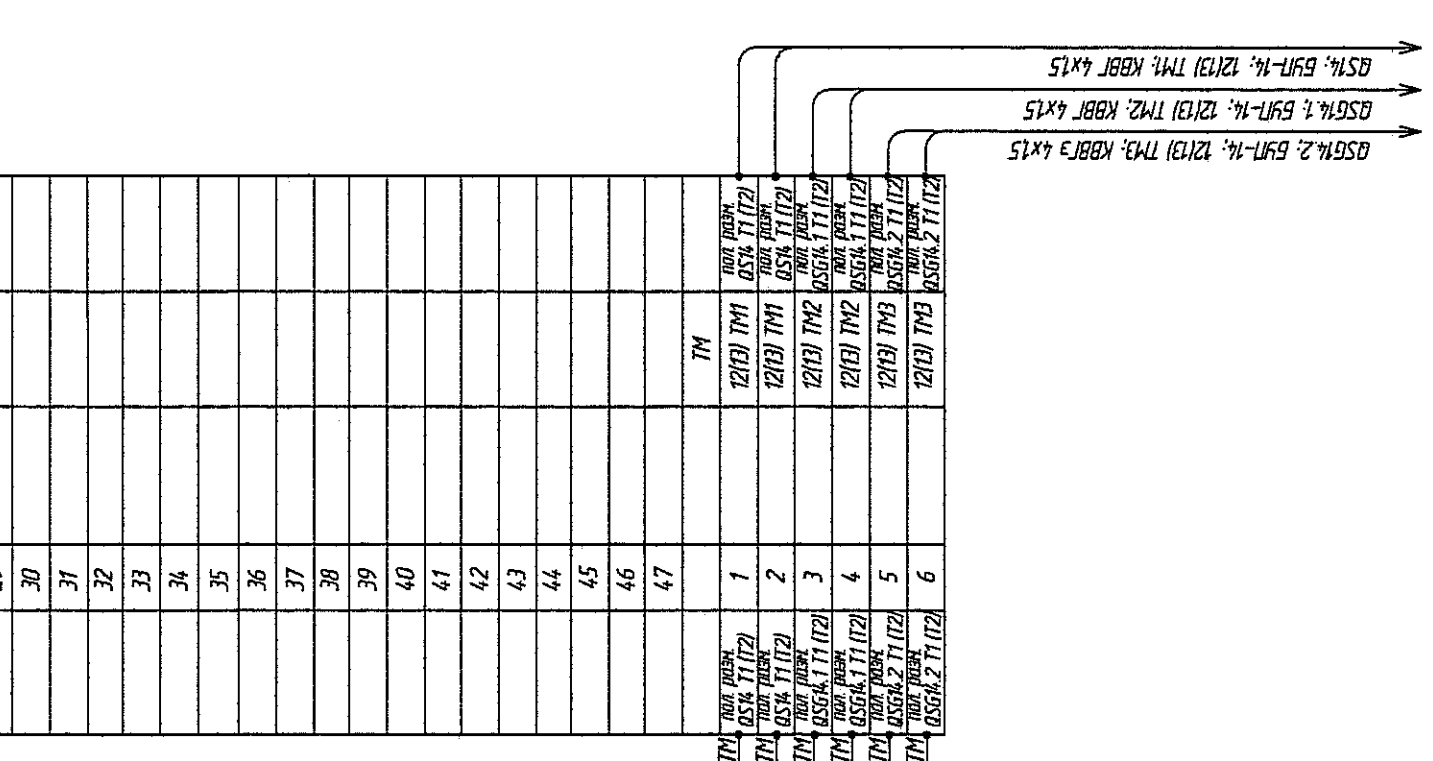 QS14; БУП-14; 12(13) ТМ1; КВВГ 4х1,5
QSG14.1; БУП-14; 12(13) ТМ2; КВВГ 4х1,5
QSG14.2; БУП-14; 12(13) ТМ3; КВВГэ 4х1,5
30
31
32
33
34
35
36
37
38
39
40
41
42
43
44
45
46
47
ТМ
ТМ
пол. разм.
QS14 Т1 (Т2)
1
12(13) ТМ1
пол. разм.
QS14 Т1 (Т2)
ТМ
пол. разм.
QS14 Т1 (Т2)
2
12(13) ТМ1
пол. разм.
QS14 Т1 (Т2)
ТМ
пол. разм.
QSG14.1 Т1 (Т2)
3
12(13) ТМ2
пол. разм.
QSG14.1 Т1 (Т2)
ТМ
пол. разм.
QSG14.1 Т1 (Т2)
4
12(13) ТМ2
пол. разм.
QSG14.1 Т1 (Т2)
ТМ
пол. разм.
QSG14.2 Т1 (Т2)
5
12(13) ТМ3
пол. разм.
QSG14.2 Т1 (Т2)
ТМ
пол. разм.
QSG14.2 Т1 (Т2)
6
12(13) ТМ3
пол. разм.
QSG14.2 Т1 (Т2)